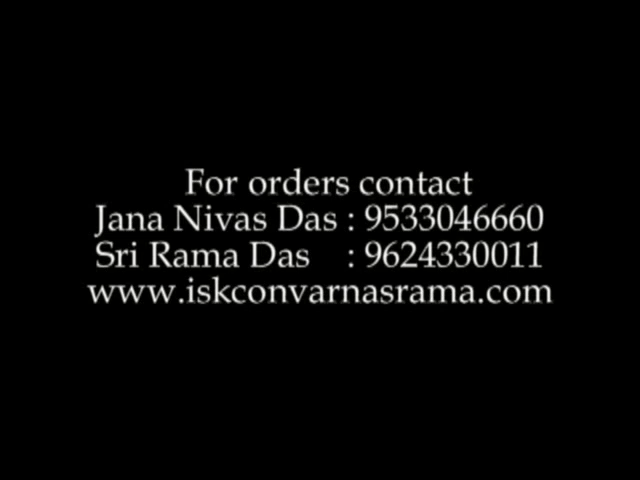 For orders contact
Jana Nivas Das : 9533046660
Sri Rama Das : 9624330011
www.iskconvarnasrama.com